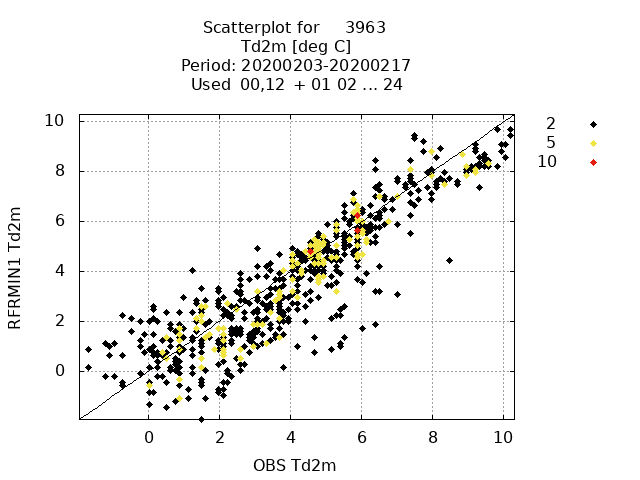 Scatterplot for 3963
Td2m [deg C]
Period: 20200203-20200217
Used 00,12 + 01 02 ... 24
2
5
10
10
8
6
4
2
0
RFRMIN1 Td2m
0 2 4 6 8 10
OBS Td2m